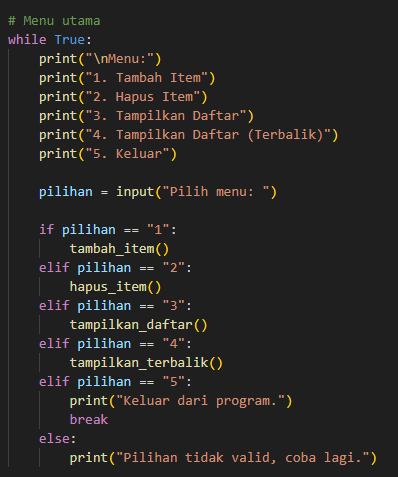 # Menu utama
while True:
    print("\nMenu:")
    print("1. Tambah Item")
    print("2. Hapus Item")
    print("3. Tampilkan Daftar")
    print("4. Tampilkan Daftar (Terbalik)")
    print("5. Keluar")

    pilihan = input("Pilih menu: ")

    if pilihan == "1":
        tambah_item()
    elif pilihan == "2":
        hapus_item()
    elif pilihan == "3":
        tampilkan_daftar()
    elif pilihan == "4":
        tampilkan_terbalik()
    elif pilihan == "5":
        print("Keluar dari program.")
        break
    else:
        print("Pilihan tidak valid, coba lagi.")